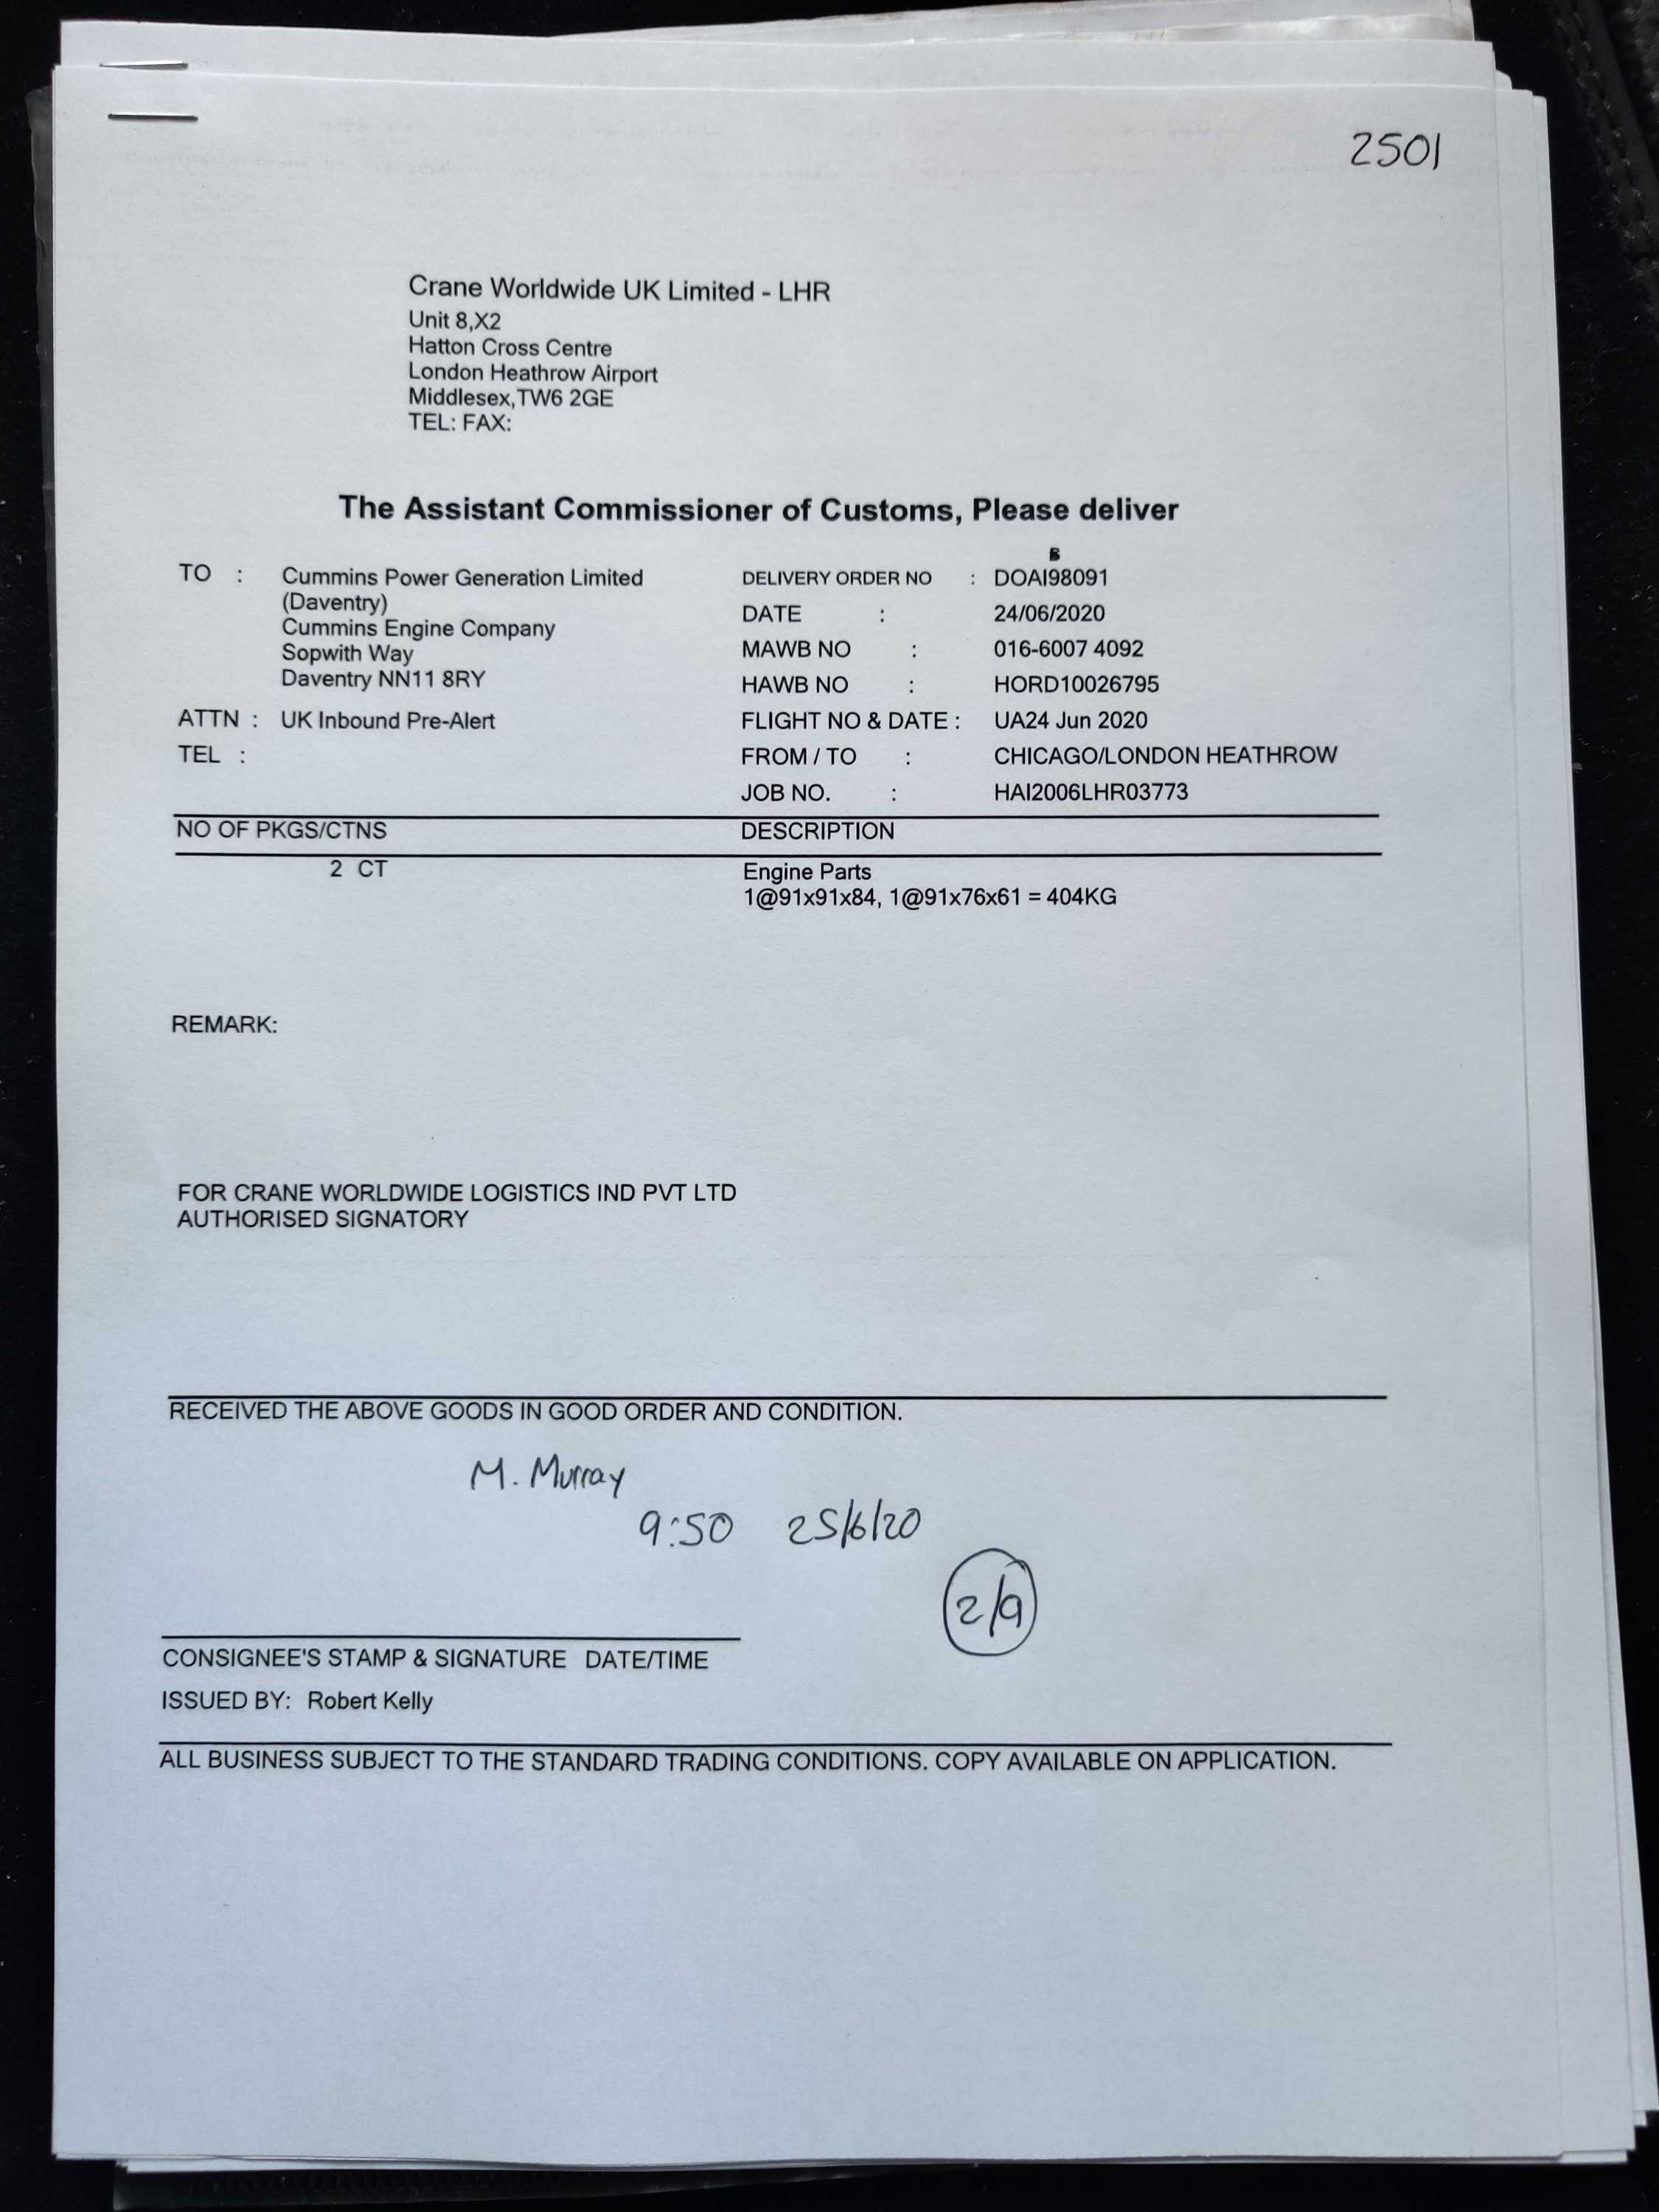 2501
Crane Worldwide UK Limited - LHR
Unit 8,X2
Hatton Cross Centre
London Heathrow Airport
Middlesex,TW6 2GE
TEL: FAX:
The Assistant Commissioner of Customs, Please deliver
B
TO : Cummins Power Generation Limited DELIVERY ORDER NO : DOAI98091
(Daventry)
DATE : 24/06/2020
Cummins Engine Company
Sopwith Way MAWB NO : 016-6007 4092
Daventry NN11 8RY HAWB NO : HORD10026795
ATTN : UK Inbound Pre-Alert FLIGHT NO & DATE : UA24 Jun 2020
TEL : FROM / TO : CHICAGO/LONDON HEATHROW
JOB NO. : HAI2006LHR03773
NO OF PKGS/CTNS DESCRIPTION
2 CT Engine Parts
1@91x91x84, 1@91x76x61 = 404KG
REMARK:
FOR CRANE WORLDWIDE LOGISTICS IND PVT LTD
AUTHORISED SIGNATORY
RECEIVED THE ABOVE GOODS IN GOOD ORDER AND CONDITION.
M. Murray
9:50 25/6/20
2/9
CONSIGNEE'S STAMP & SIGNATURE DATE/TIME
ISSUED BY: Robert Kelly
ALL BUSINESS SUBJECT TO THE STANDARD TRADING CONDITIONS. COPY AVAILABLE ON APPLICATION.